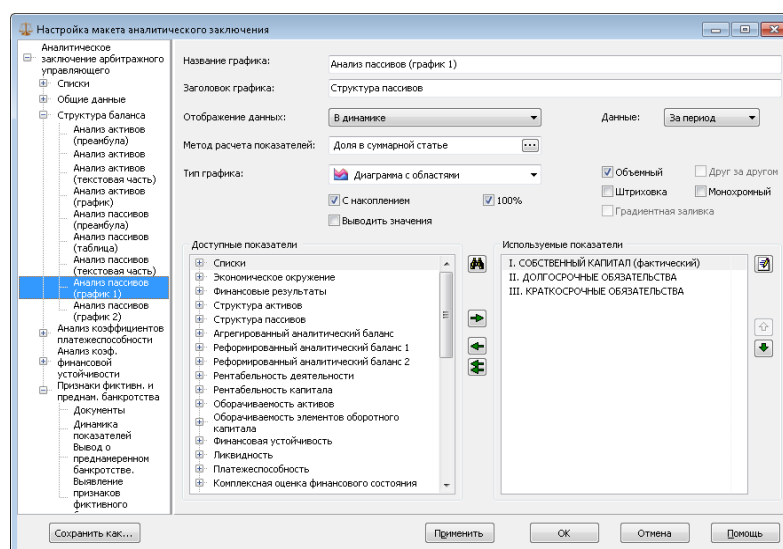 Настройка макета аналитического заключения
Аналитическое
заключение арбитражного
управляющего
Списки
Общие данные
Структура баланса
Анализ активов
(преамбула)
Анализ активов
Анализ активов
(текстовая часть)
Анализ активов
(график)
Анализ пассивов
(преамбула)
Анализ пассивов
(таблица)
Анализ пассивов
(текстовая часть)
Анализ пассивов
(график 1)
Анализ пассивов
(график 2)
Анализ коэффициентов
платежеспособности
Анализ коэф.
финансовой
устойчивости
Признаки фиктивн. и
преднам. банкротства
Документы
Динамика
показателей
Вывод о
преднамеренном
банкротстве.
Выявление
признаков
фиктивного
Название графика: Анализ пассивов (график 1)
Заголовок графика: Структура пассивов
Отображение данных: В динамике Данные: За период
Метод расчета показателей: Доля в суммарной статье ...
Тип графика: Диаграмма с областями
Объемный Друг за другом
Штриховка Монохромный
Градиентная заливка
С накоплением 100%
Выводить значения
Доступные показатели
Списки
Экономическое окружение
Финансовые результаты
Структура активов
Структура пассивов
Агрегированный аналитический баланс
Реформированный аналитический баланс 1
Реформированный аналитический баланс 2
Рентабельность деятельности
Рентабельность капитала
Оборачиваемость активов
Оборачиваемость элементов оборотного
капитала
Финансовая устойчивость
Ликвидность
Платежеспособность
Комплексная оценка финансового состояния
Используемые показатели
I. СОБСТВЕННЫЙ КАПИТАЛ (фактический)
II. ДОЛГОСРОЧНЫЕ ОБЯЗАТЕЛЬСТВА
III. КРАТКОСРОЧНЫЕ ОБЯЗАТЕЛЬСТВА
Сохранить как... Применить OK Отмена Помощь